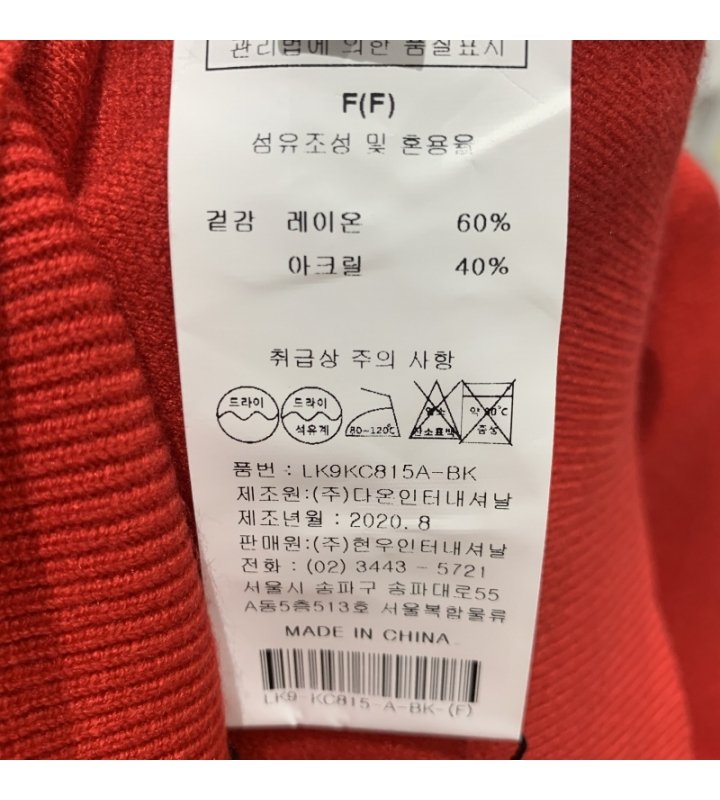 관리법에 의한 품질표시
F(F)
섬유조성 및 혼용율
겉감 레이온 60%
아크릴 40%
취급상 주의 사항
드라이 드라이 석유계 80~120℃ 염소 산소표백 약 30℃ 중성
품번 : LK9KC815A-BK
제조원:(주)다온인터내셔날
제조년월 : 2020. 8
판매원:(주)현우인터내셔날
전화 : (02) 3443 - 5721
서울시 송파구 송파대로55
A동5층513호 서울복합물류
MADE IN CHINA
LK9-KC815-A-BK-(F)